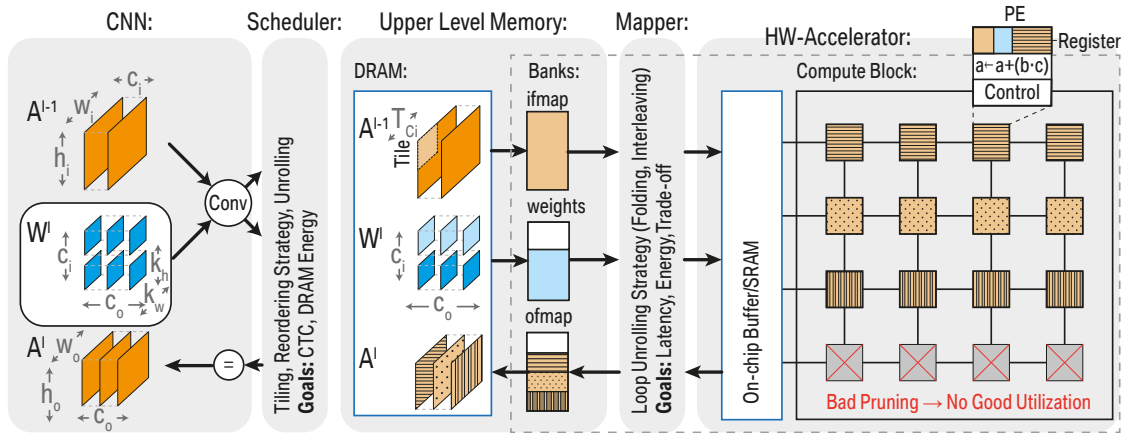 CNN:
Scheduler:
Upper Level Memory:
Mapper:
HW-Accelerator:
PE
Register
a←a+(b·c)
Control
A^l-1
c_i
w_i
h_i
Conv
W^l
c_i
k_h
k_w
c_o
A^l
w_o
h_o
c_o
=
Tiling, Reordering Strategy, Unrolling
Goals: CTC, DRAM Energy
DRAM:
A^l-1
T_ci
Tile
W^l
c_i
c_o
A^l
Banks:
ifmap
weights
ofmap
Loop Unrolling Strategy (Folding, Interleaving)
Goals: Latency, Energy,Trade-off
On-chip Buffer/SRAM
Compute Block:
Bad Pruning → No Good Utilization